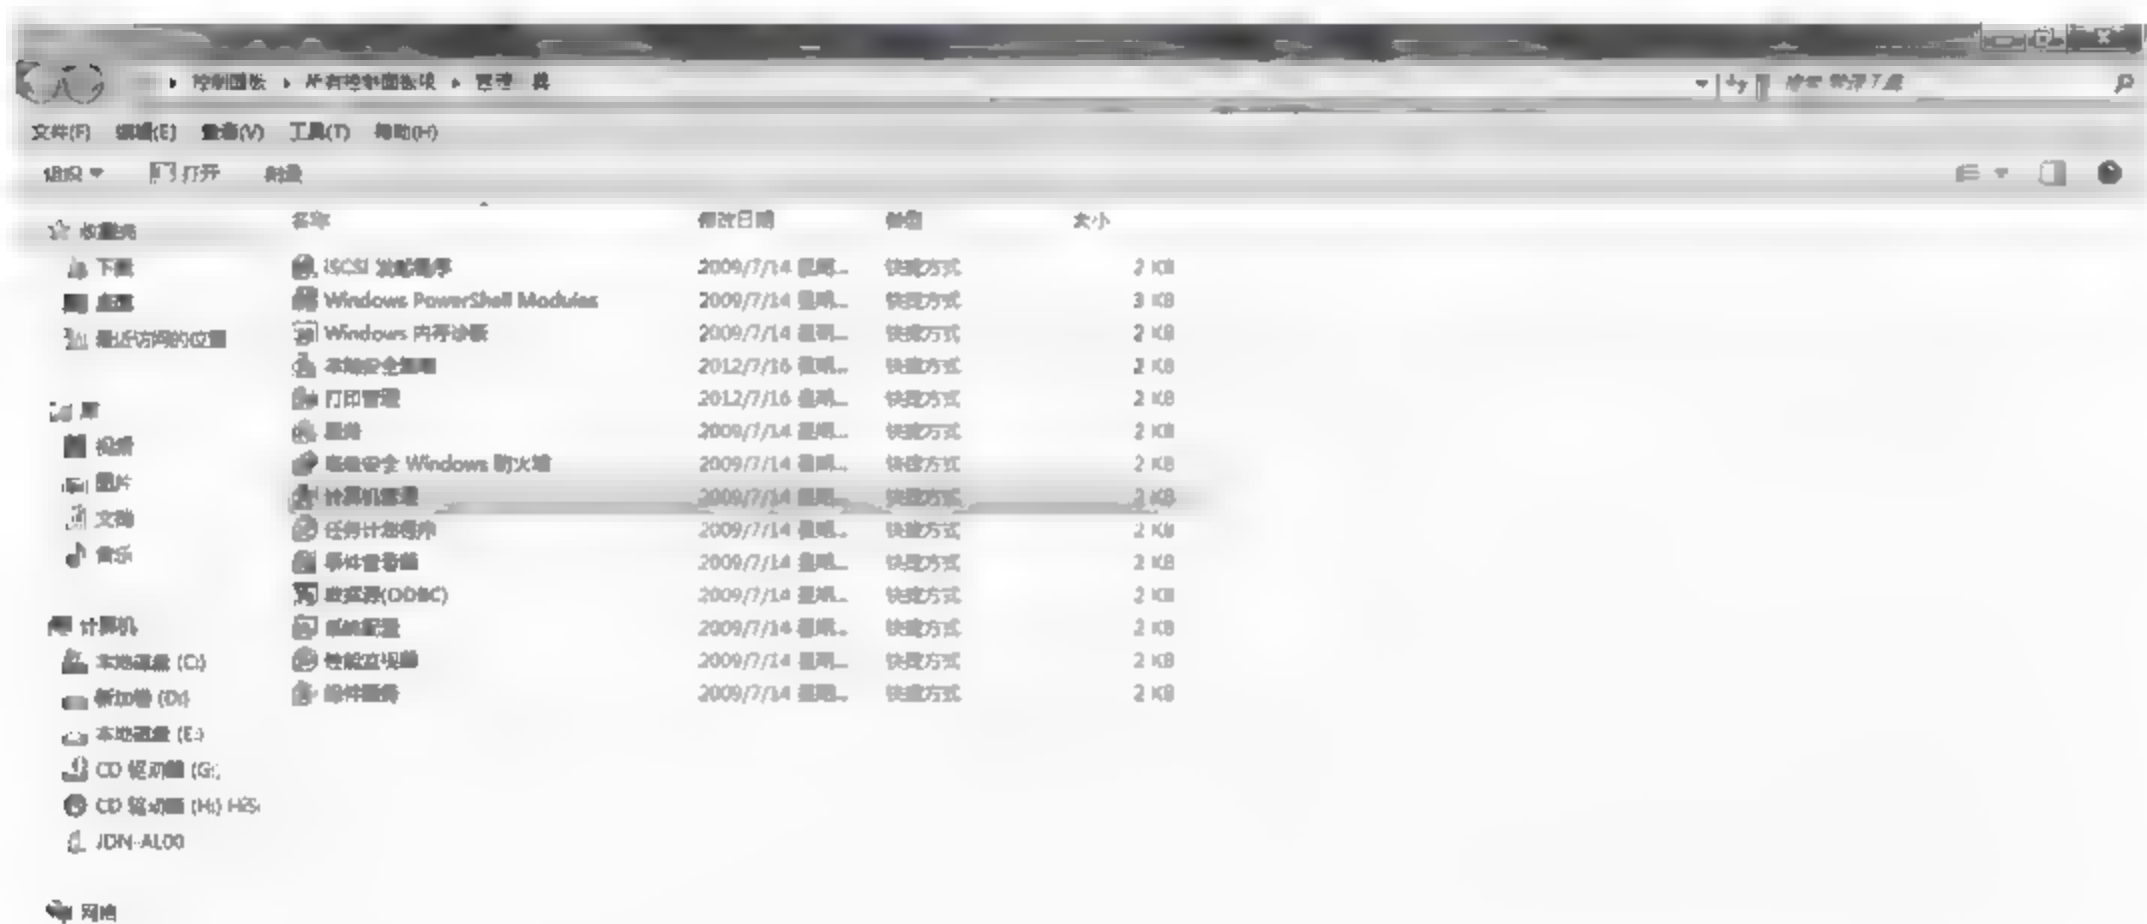 控制面板 ▸ 所有控制面板项 ▸ 管理工具 搜索 管理工具
文件(F) 编辑(E) 查看(V) 工具(T) 帮助(H)
组织 打开 刻录
收藏夹
下载
桌面
最近访问的位置
库
视频
图片
文档
音乐
计算机
本地磁盘 (C:)
新加卷 (D:)
本地磁盘 (E:)
CD 驱动器 (G:)
CD 驱动器 (H:) HiS
JDN-AL00
网络
名称 修改日期 类型 大小
iSCSI 发起程序 2009/7/14 星期... 快捷方式 2 KB
Windows PowerShell Modules 2009/7/14 星期... 快捷方式 3 KB
Windows 内存诊断 2009/7/14 星期... 快捷方式 2 KB
本地安全策略 2012/7/16 星期... 快捷方式 2 KB
打印管理 2012/7/16 星期... 快捷方式 2 KB
服务 2009/7/14 星期... 快捷方式 2 KB
高级安全 Windows 防火墙 2009/7/14 星期... 快捷方式 2 KB
计算机管理 2009/7/14 星期... 快捷方式 2 KB
任务计划程序 2009/7/14 星期... 快捷方式 2 KB
事件查看器 2009/7/14 星期... 快捷方式 2 KB
数据源(ODBC) 2009/7/14 星期... 快捷方式 2 KB
系统配置 2009/7/14 星期... 快捷方式 2 KB
性能监视器 2009/7/14 星期... 快捷方式 2 KB
组件服务 2009/7/14 星期... 快捷方式 2 KB